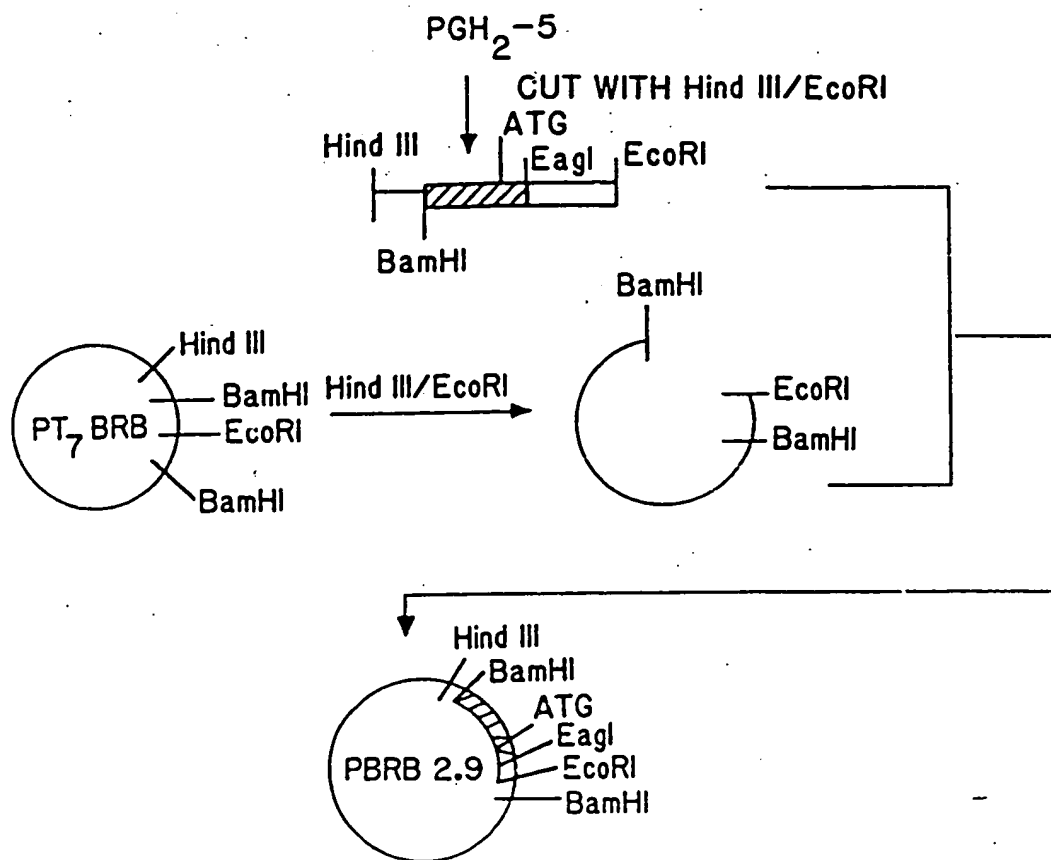 PGH2-5
CUT WITH Hind III/EcoRI
ATG
Hind III
EagI
EcoRI
BamHI
BamHI
Hind III
BamHI
Hind III/EcoRI
EcoRI
PT7 BRB
EcoRI
BamHI
BamHI
Hind III
BamHI
ATG
EagI
PBRB 2.9
EcoRI
BamHI